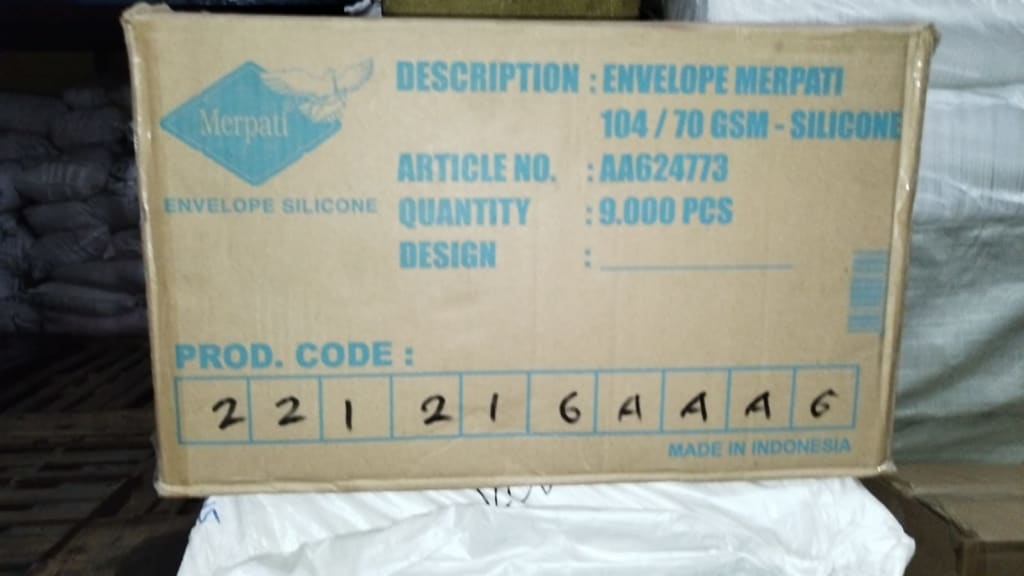 Merpati
ENVELOPE SILICONE
DESCRIPTION : ENVELOPE MERPATI
104 / 70 GSM - SILICONE
ARTICLE NO. : AA624773
QUANTITY : 9.000 PCS
DESIGN :
PROD. CODE :
2 2 1 2 1 6 A A A 6
MADE IN INDONESIA